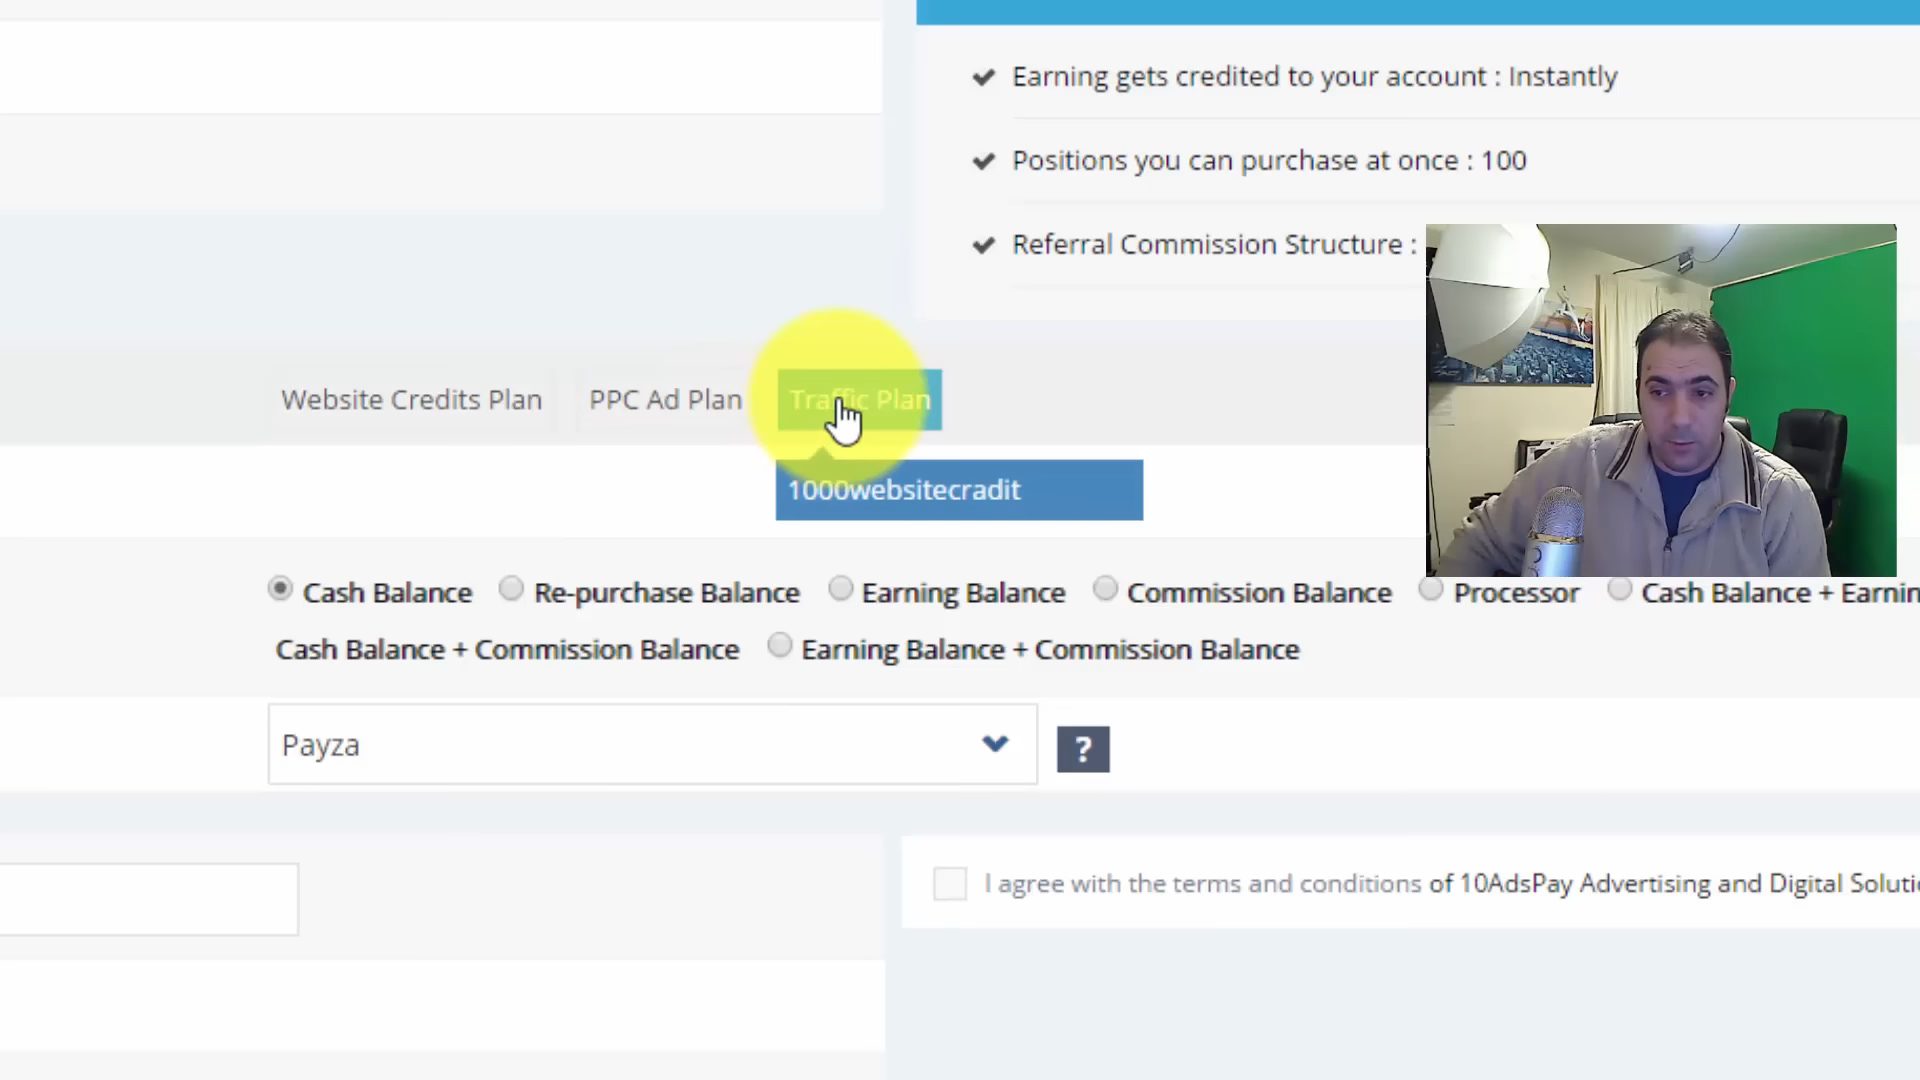 Earning gets credited to your account : Instantly
Positions you can purchase at once : 100
Referral Commission Structure :
Website Credits Plan PPC Ad Plan Traffic Plan
1000websitecradit
Cash Balance Re-purchase Balance Earning Balance Commission Balance Processor Cash Balance + Earnin
Cash Balance + Commission Balance Earning Balance + Commission Balance
Payza ?
I agree with the terms and conditions of 10AdsPay Advertising and Digital Soluti